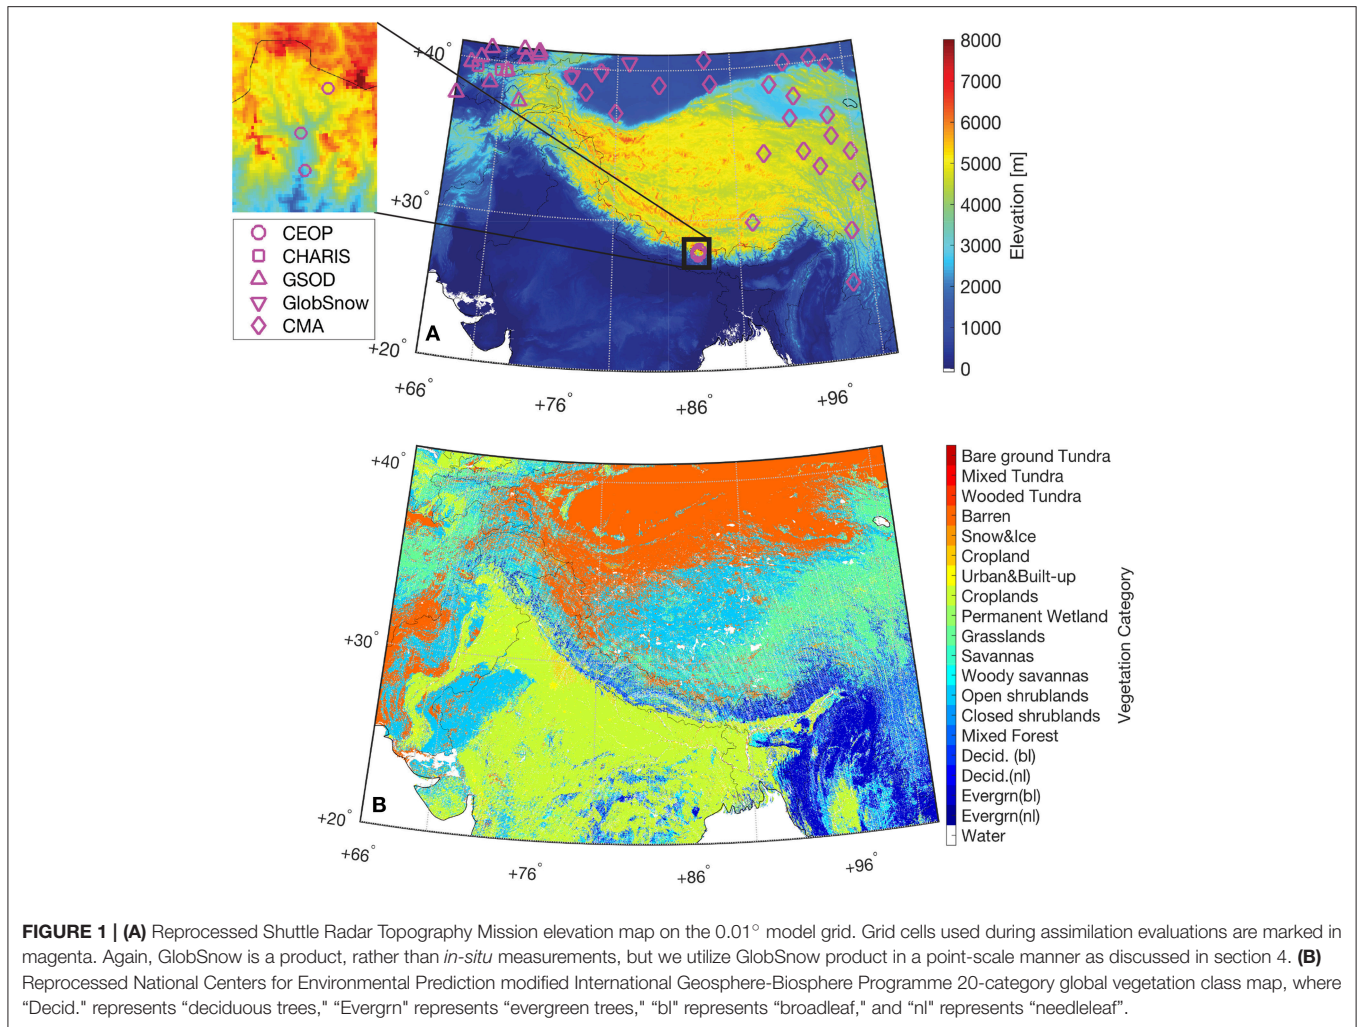 +40°
+30°
+20°
+66°
+76°
+86°
+96°
A
CEOP
CHARIS
GSOD
GlobSnow
CMA
8000
7000
6000
5000
4000
3000
2000
1000
0
Elevation [m]
+40°
+30°
+20°
+66°
+76°
+86°
+96°
B
Bare ground Tundra
Mixed Tundra
Wooded Tundra
Barren
Snow&Ice
Cropland
Urban&Built-up
Croplands
Permanent Wetland
Grasslands
Savannas
Woody savannas
Open shrublands
Closed shrublands
Mixed Forest
Decid. (bl)
Decid.(nl)
Evergrn(bl)
Evergrn(nl)
Water
Vegetation Category
FIGURE 1 | (A) Reprocessed Shuttle Radar Topography Mission elevation map on the 0.01° model grid. Grid cells used during assimilation evaluations are marked in
magenta. Again, GlobSnow is a product, rather than in-situ measurements, but we utilize GlobSnow product in a point-scale manner as discussed in section 4. (B)
Reprocessed National Centers for Environmental Prediction modified International Geosphere-Biosphere Programme 20-category global vegetation class map, where
“Decid.” represents “deciduous trees,” “Evergrn” represents “evergreen trees,” “bl” represents “broadleaf,” and “nl” represents “needleleaf”.